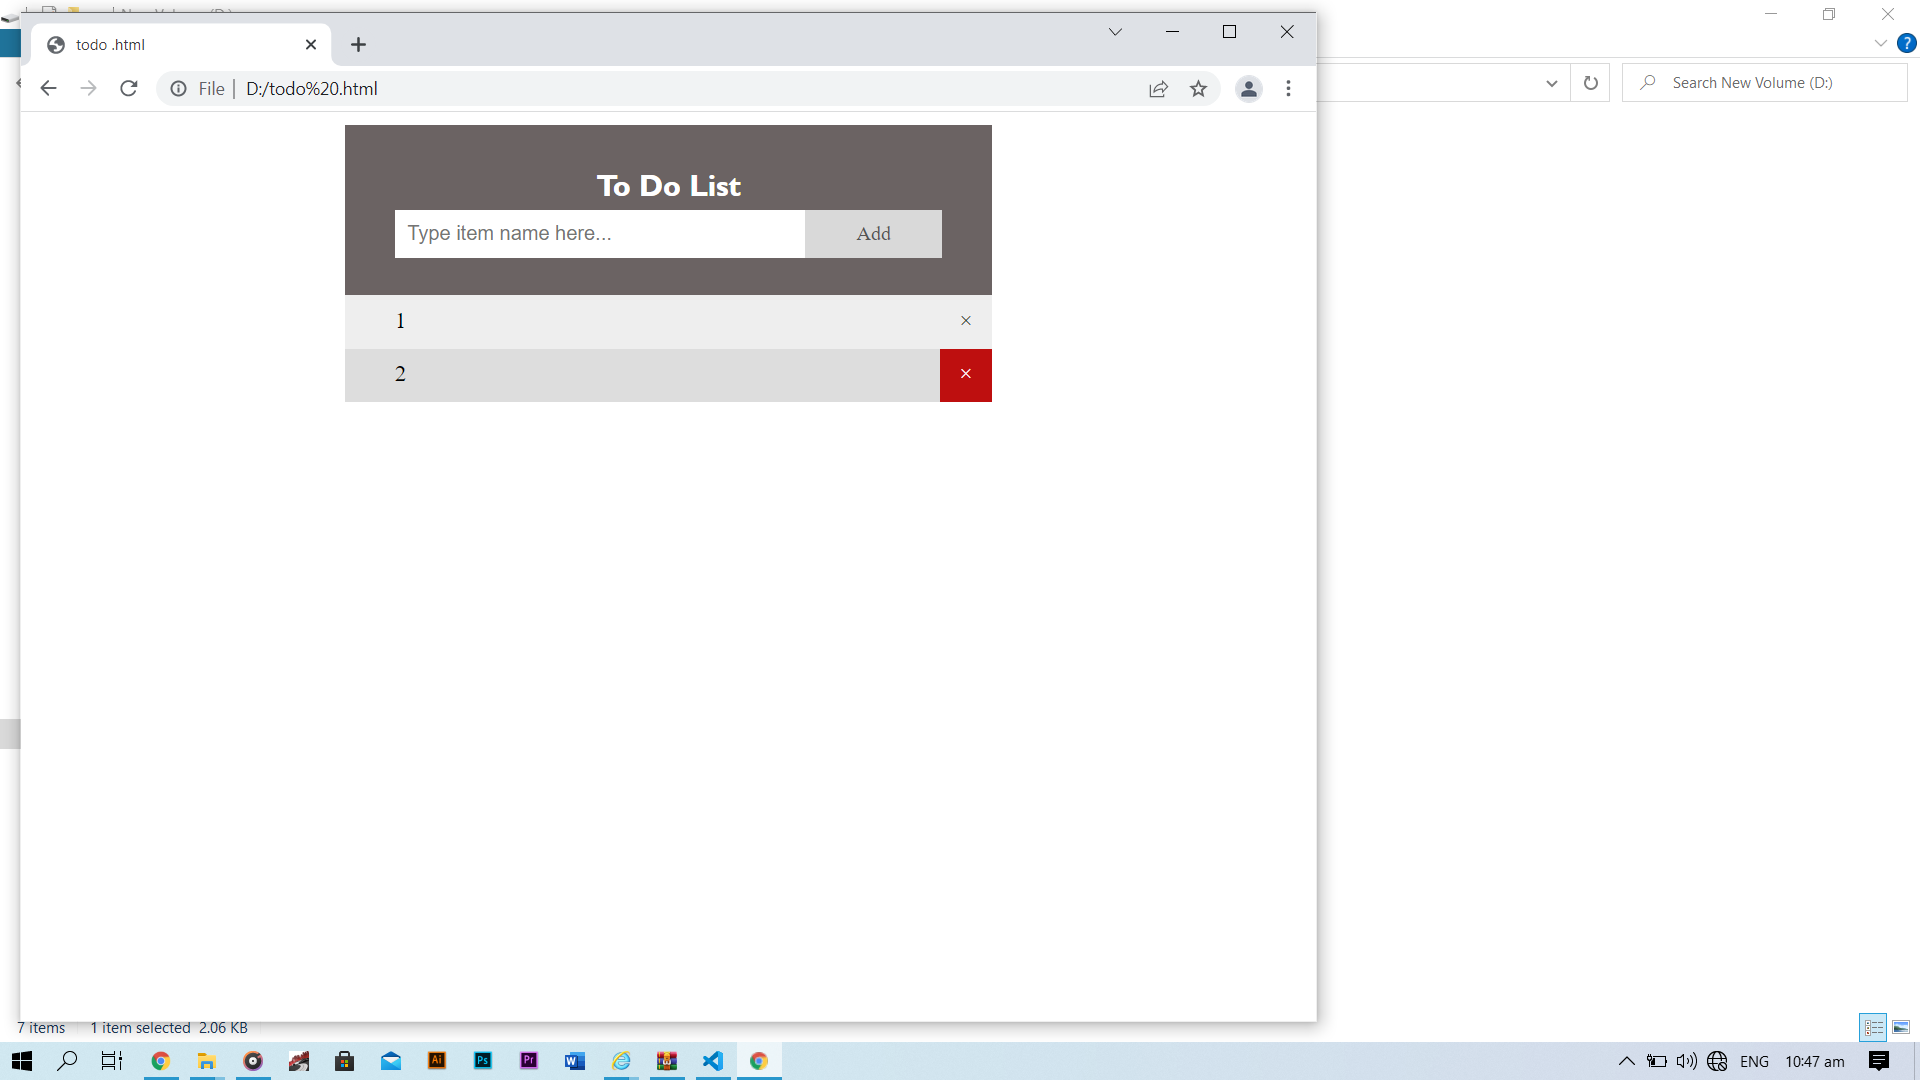 todo .html
File
D:/todo%20.html
Search New Volume (D:)
To Do List
Type item name here...
Add
1
×
2
×
7 items
1 item selected 2.06 KB
Ai
Ps
Pr
W
ENG
10:47 am